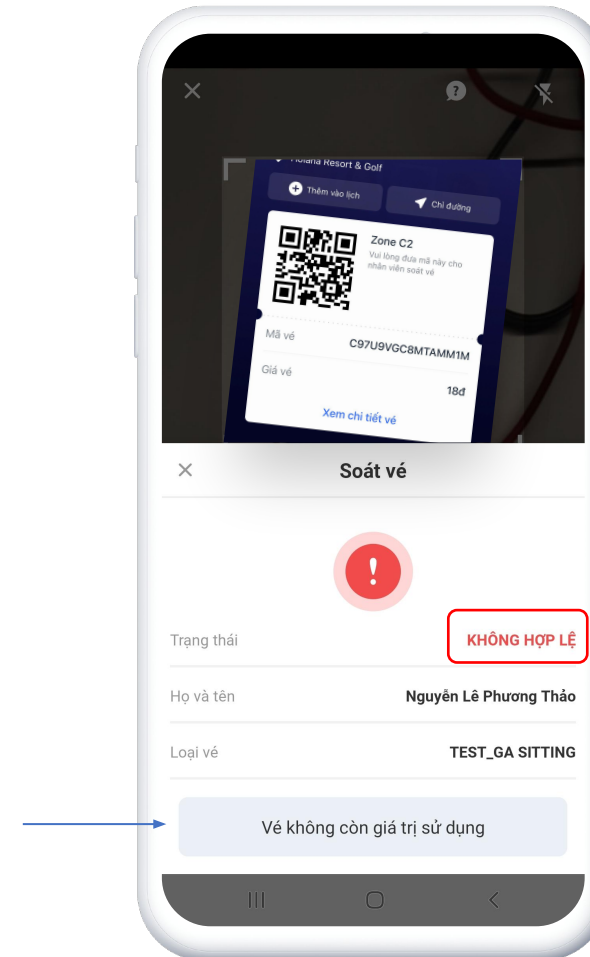 Hoiana Resort & Golf
Thêm vào lịch
Chỉ đường
Zone C2
Vui lòng đưa mã này cho
nhân viên soát vé
Mã vé
C97U9VGC8MTAMM1M
Giá vé
18đ
Xem chi tiết vé
Soát vé
Trạng thái
KHÔNG HỢP LỆ
Họ và tên
Nguyễn Lê Phương Thảo
Loại vé
TEST_GA SITTING
Vé không còn giá trị sử dụng